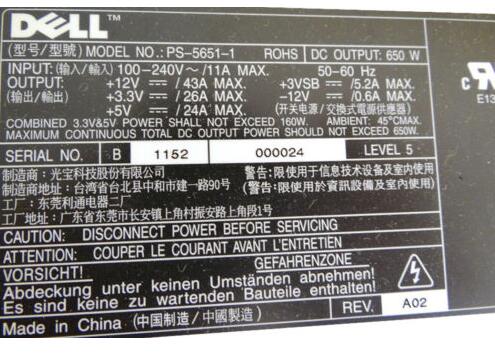 DELL
(型号/型號) MODEL NO.: PS-5651-1 ROHS DC OUTPUT: 650 W
INPUT: (输入/輸入) 100-240V~/11A MAX. 50-60 Hz
OUTPUT: +12V /43A MAX. +3VSB /5.2A MAX.
(输出/輸出) +3.3V /26A MAX. -12V /0.6A MAX.
+5V /24A MAX. (开关电源/交換式電源供應器)
COMBINED 3.3V&5V POWER SHALL NOT EXCEED 160W. AMBIENT: 45°CMAX.
MAXIMUM CONTINUOUS TOTAL DC OUTPUT POWER SHALL NOT EXCEED 650W.
SERIAL NO. B 1152 000024 LEVEL 5
制造商: 光宝科技股份有限公司 警告:限使用于信息技术设备及室内使用
制造商地址: 台湾省台北县中和市建一路90号 (警告:限使用於資訊設備及室內使用)
工厂: 东莞利通电器二厂
工厂地址: 广东省东莞市长安镇上角村振安路上角段1号
CAUTION: DISCONNECT POWER BEFORE SERVICING
ATTENTION: COUPER LE COURANT AVANT L'ENTRETIEN
VORSICHT! GEFAHRENZONE
Abdeckung unter keinen Umständen abnehmen!
Es sind keine zu wartenden Bauteile enthalten!
Made in China (中国制造/中國製造) REV. A02
c
E13